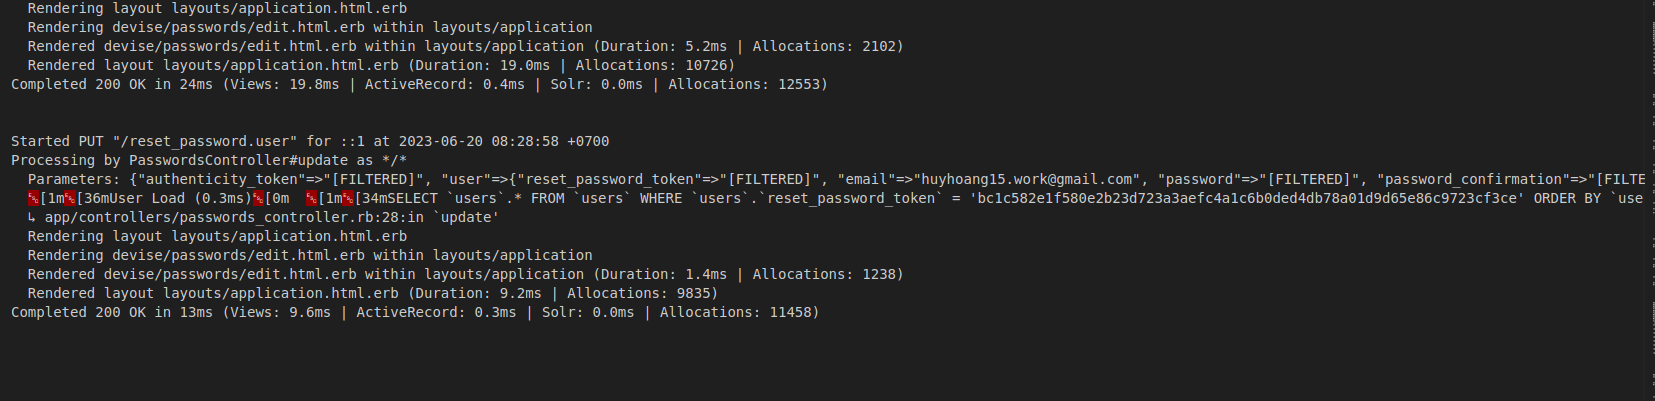 Rendering layout layouts/application.html.erb
Rendering devise/passwords/edit.html.erb within layouts/application
Rendered devise/passwords/edit.html.erb within layouts/application (Duration: 5.2ms | Allocations: 2102)
Rendered layout layouts/application.html.erb (Duration: 19.0ms | Allocations: 10726)
Completed 200 OK in 24ms (Views: 19.8ms | ActiveRecord: 0.4ms | Solr: 0.0ms | Allocations: 12553)
Started PUT "/reset_password.user" for ::1 at 2023-06-20 08:28:58 +0700
Processing by PasswordsController#update as */*
Parameters: {"authenticity_token"=>"[FILTERED]", "user"=>{"reset_password_token"=>"[FILTERED]", "email"=>"huyhoang15.work@gmail.com", "password"=>"[FILTERED]", "password_confirmation"=>"[FILTE
␛[1m␛[36mUser Load (0.3ms)␛[0m ␛[1m␛[34mSELECT `users`.* FROM `users` WHERE `users`.`reset_password_token` = 'bc1c582e1f580e2b23d723a3aefc4a1c6b0ded4db78a01d9d65e86c9723cf3ce' ORDER BY `use
↳ app/controllers/passwords_controller.rb:28:in `update'
Rendering layout layouts/application.html.erb
Rendering devise/passwords/edit.html.erb within layouts/application
Rendered devise/passwords/edit.html.erb within layouts/application (Duration: 1.4ms | Allocations: 1238)
Rendered layout layouts/application.html.erb (Duration: 9.2ms | Allocations: 9835)
Completed 200 OK in 13ms (Views: 9.6ms | ActiveRecord: 0.3ms | Solr: 0.0ms | Allocations: 11458)